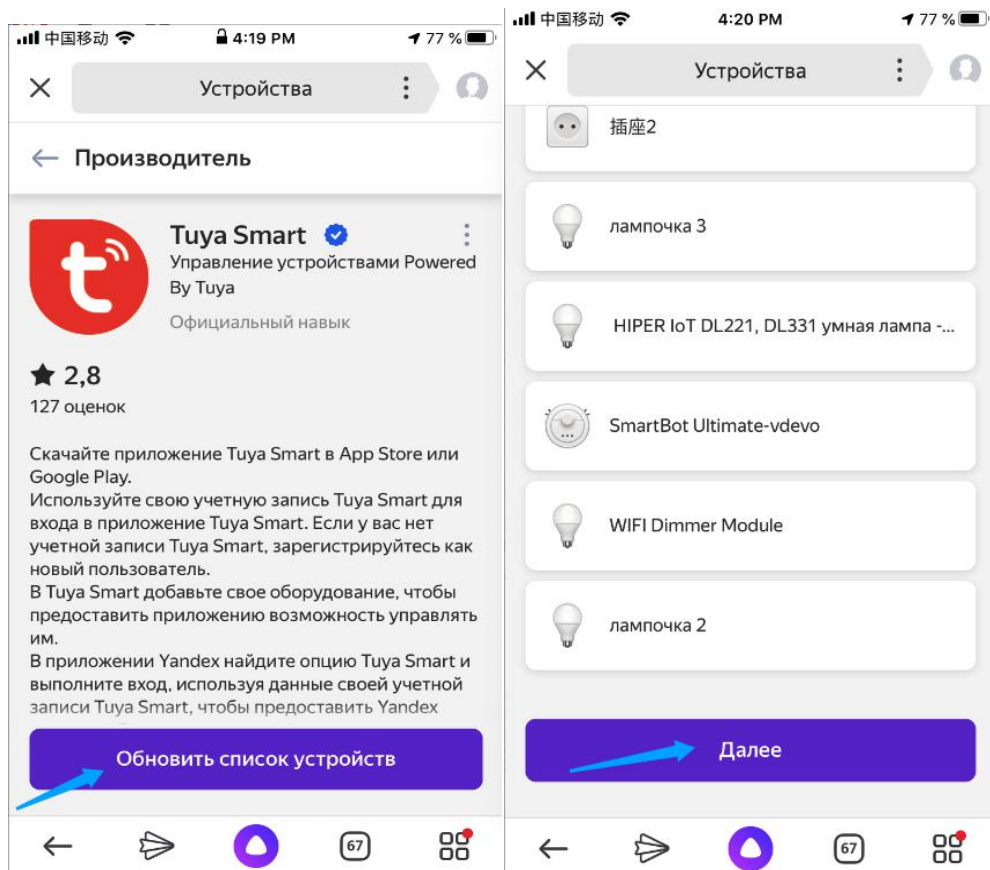 中国移动 4:19 PM 77 %
Устройства
Производитель
Tuya Smart
Управление устройствами Powered
By Tuya
Официальный навык
2,8
127 оценок
Скачайте приложение Tuya Smart в App Store или
Google Play.
Используйте свою учетную запись Tuya Smart для
входа в приложение Tuya Smart. Если у вас нет
учетной записи Tuya Smart, зарегистрируйтесь как
новый пользователь.
В Tuya Smart добавьте свое оборудование, чтобы
предоставить приложению возможность управлять
им.
В приложении Yandex найдите опцию Tuya Smart и
выполните вход, используя данные своей учетной
записи Tuya Smart, чтобы предоставить Yandex
Обновить список устройств
67
中国移动 4:20 PM 77 %
Устройства
插座2
лампочка 3
HIPER IoT DL221, DL331 умная лампа -...
SmartBot Ultimate-vdevo
WIFI Dimmer Module
лампочка 2
Далее
67